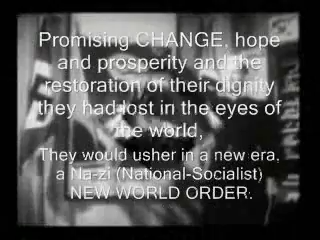 Promising CHANGE, hope
and prosperity and the
restoration of their dignity
they had lost in the eyes of
the world,
They would usher in a new era,
a Na-zi (National-Socialist)
NEW WORLD ORDER.